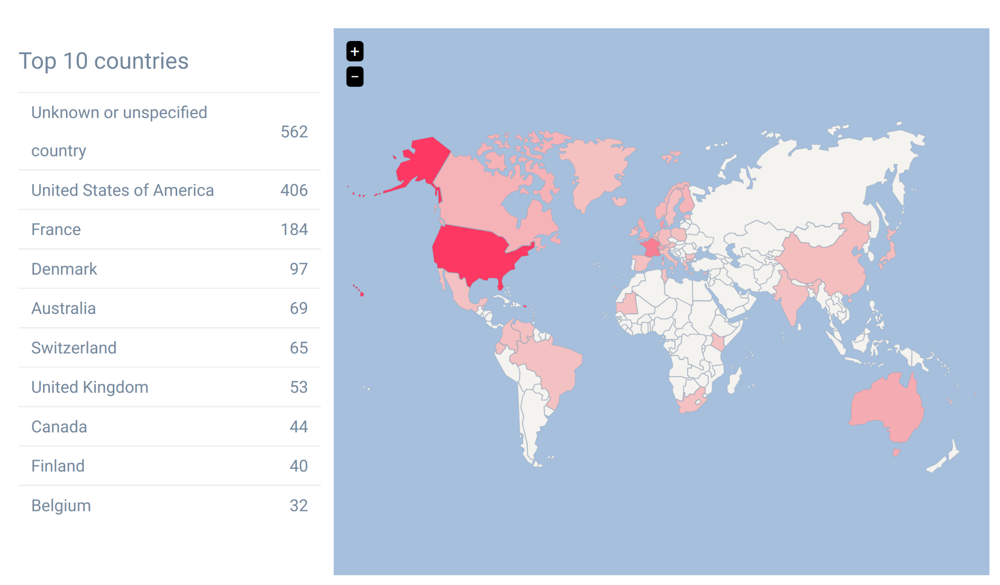 Top 10 countries
+
−
Unknown or unspecified
country
562
United States of America 406
France 184
Denmark 97
Australia 69
Switzerland 65
United Kingdom 53
Canada 44
Finland 40
Belgium 32